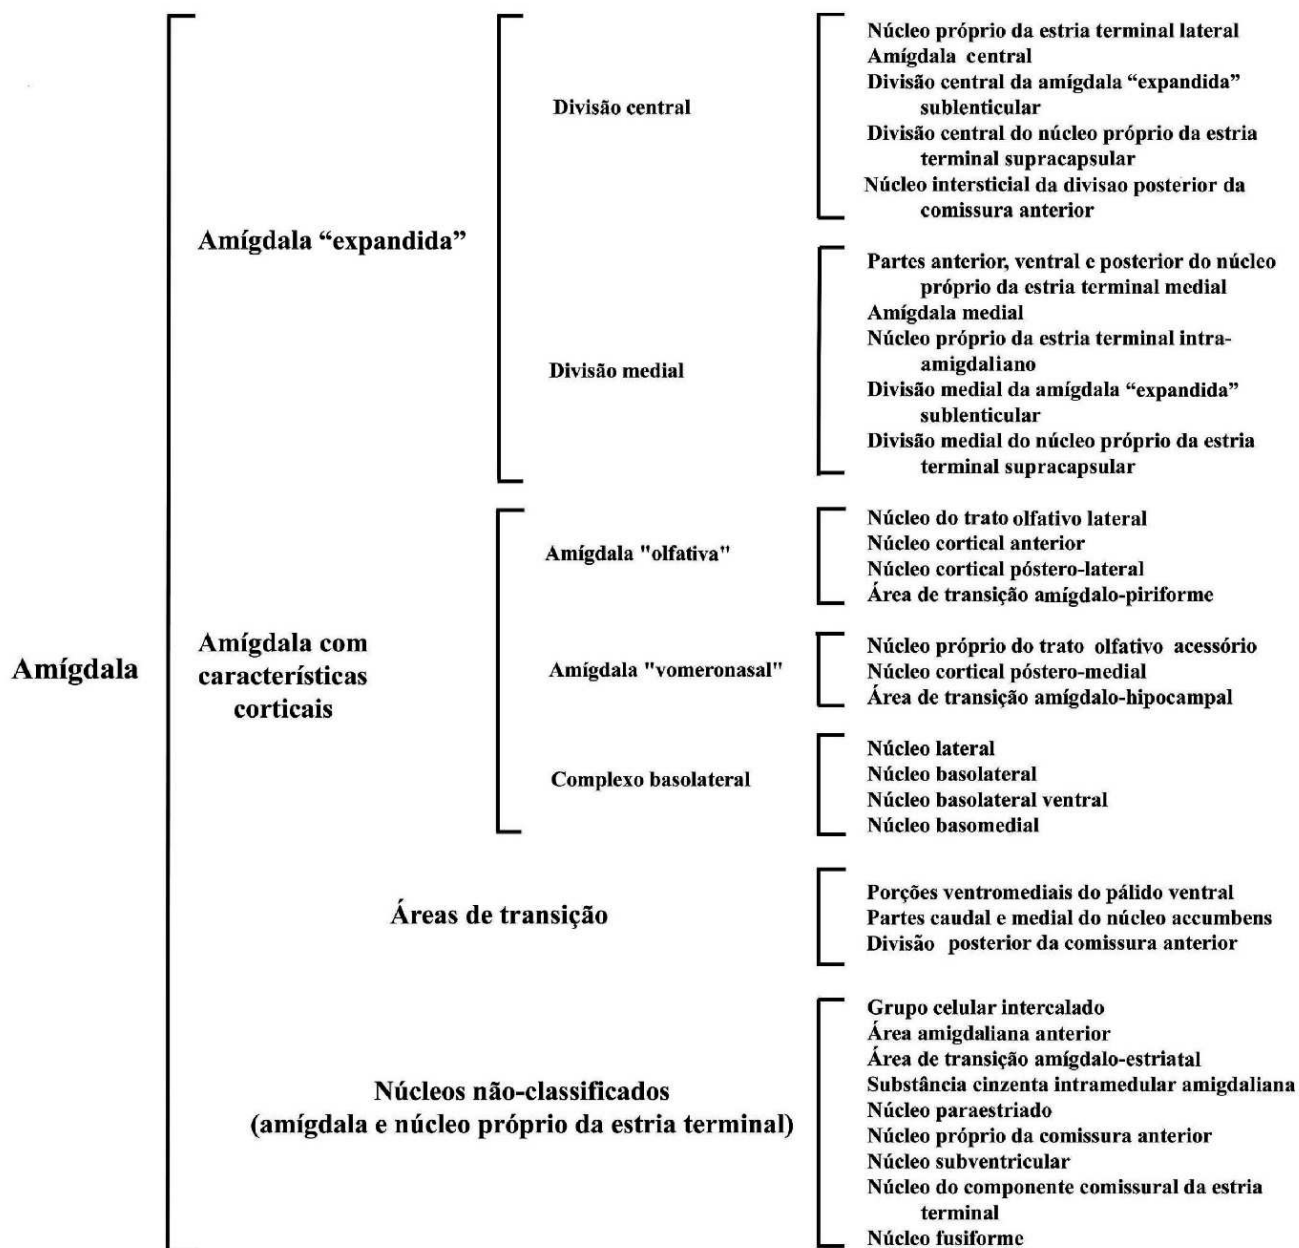 Amígdala
Amígdala “expandida”
Divisão central
Núcleo próprio da estria terminal lateral
Amígdala central
Divisão central da amígdala “expandida”
sublenticular
Divisão central do núcleo próprio da estria
terminal supracapsular
Núcleo intersticial da divisao posterior da
comissura anterior
Divisão medial
Partes anterior, ventral e posterior do núcleo
próprio da estria terminal medial
Amígdala medial
Núcleo próprio da estria terminal intra-
amigdaliano
Divisão medial da amígdala “expandida”
sublenticular
Divisão medial do núcleo próprio da estria
terminal supracapsular
Amígdala com
características
corticais
Amígdala "olfativa"
Núcleo do trato olfativo lateral
Núcleo cortical anterior
Núcleo cortical póstero-lateral
Área de transição amígdalo-piriforme
Amígdala "vomeronasal"
Núcleo próprio do trato olfativo acessório
Núcleo cortical póstero-medial
Área de transição amígdalo-hipocampal
Complexo basolateral
Núcleo lateral
Núcleo basolateral
Núcleo basolateral ventral
Núcleo basomedial
Áreas de transição
Porções ventromediais do pálido ventral
Partes caudal e medial do núcleo accumbens
Divisão posterior da comissura anterior
Núcleos não-classificados
(amígdala e núcleo próprio da estria terminal)
Grupo celular intercalado
Área amigdaliana anterior
Área de transição amígdalo-estriatal
Substância cinzenta intramedular amigdaliana
Núcleo paraestriado
Núcleo próprio da comissura anterior
Núcleo subventricular
Núcleo do componente comissural da estria
terminal
Núcleo fusiforme